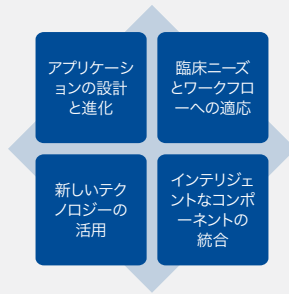 アプリケーシ
ョンの設計
と進化
臨床ニーズ
とワークフロ
ーへの適応
新しいテク
ノロジーの
活用
インテリジェ
ントなコンポ
ーネントの
統合